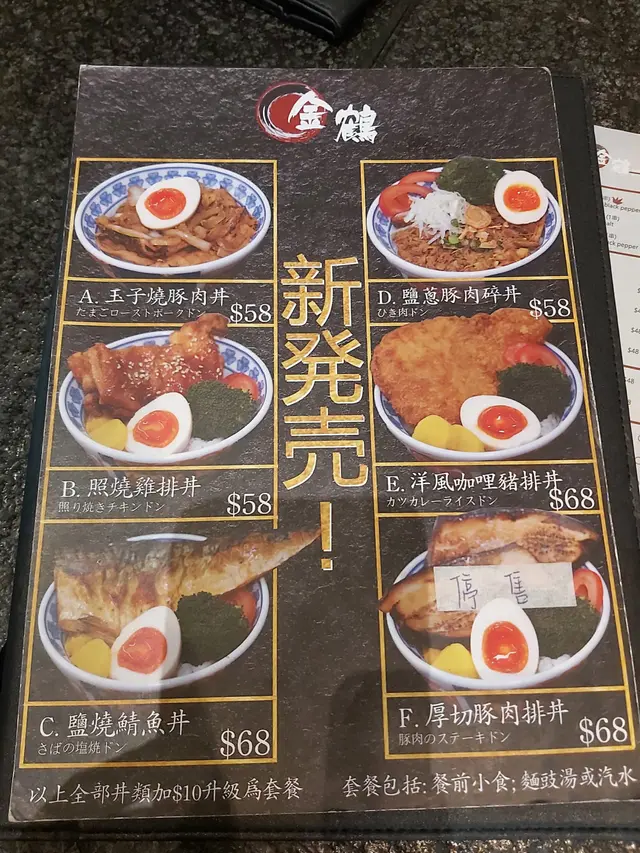 金鶴
新発売！
A. 玉子燒豚肉丼
たまごローストポークドン
$58
D. 鹽蔥豚肉碎丼
ひき肉ドン
$58
B. 照燒雞排丼
照り焼きチキンドン
$58
E. 洋風咖哩豬排丼
カツカレーライスドン
$68
C. 鹽燒鯖魚丼
さばの塩焼ドン
$68
停售
F. 厚切豚肉排丼
豚肉のステーキドン
$68
以上全部丼類加$10升級爲套餐
套餐包括: 餐前小食; 麵豉湯或汽水
black pepper